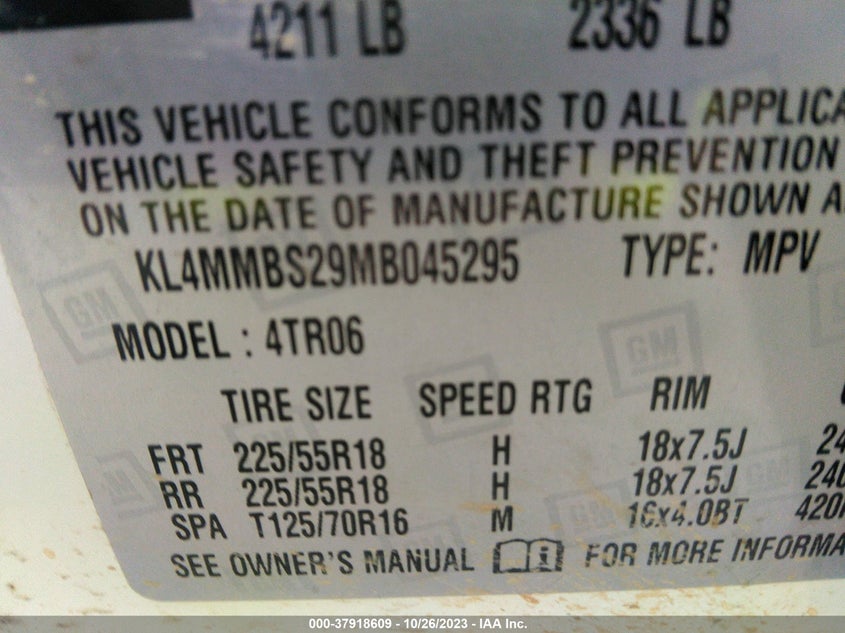 4211 LB 2336 LB
THIS VEHICLE CONFORMS TO ALL
VEHICLE SAFETY AND THEFT PREVENTION
ON THE DATE OF MANUFACTURE SHOWN
KL4MMBS29MB045295 TYPE: MPV
MODEL : 4TR06
TIRE SIZE SPEED RTG RIM
FRT 225/55R18 H 18x7.5J
RR 225/55R18 H 18x7.5J
SPA T125/70R16 M 16x4.0BT
SEE OWNER'S MANUAL FOR MORE
GM
GM
GM
000-37918609 - 10/26/2023 - IAA Inc.